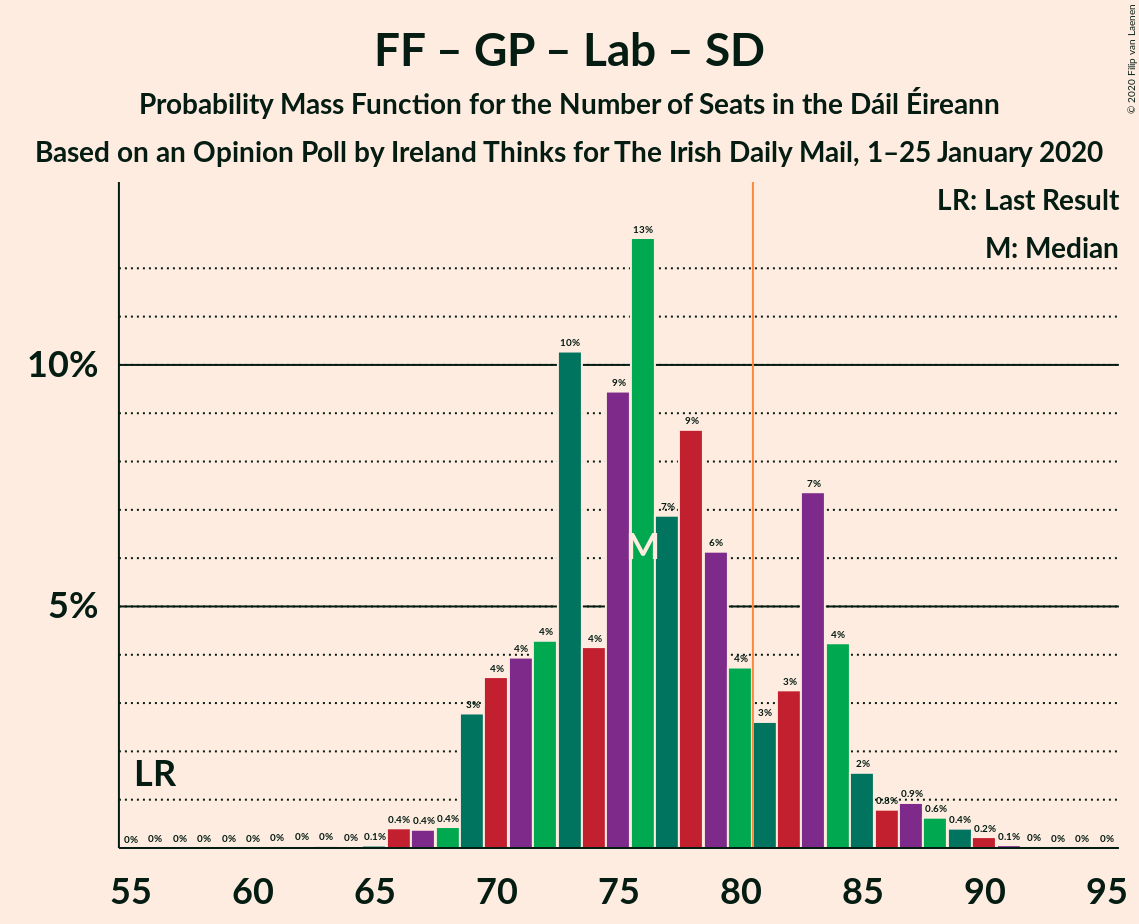 FF – GP – Lab – SD
Probability Mass Function for the Number of Seats in the Dáil Éireann
Based on an Opinion Poll by Ireland Thinks for The Irish Daily Mail, 1–25 January 2020
© 2020 Filip van Laenen
LR: Last Result
M: Median
10%
5%
LR
M
0% 0% 0% 0% 0% 0% 0% 0% 0% 0% 0.1% 0.4% 0.4% 0.4% 3% 4% 4% 4% 10% 4% 9% 13% 7% 9% 6% 4% 3% 3% 7% 4% 2% 0.8% 0.9% 0.6% 0.4% 0.2% 0.1% 0% 0% 0% 0%
55 60 65 70 75 80 85 90 95